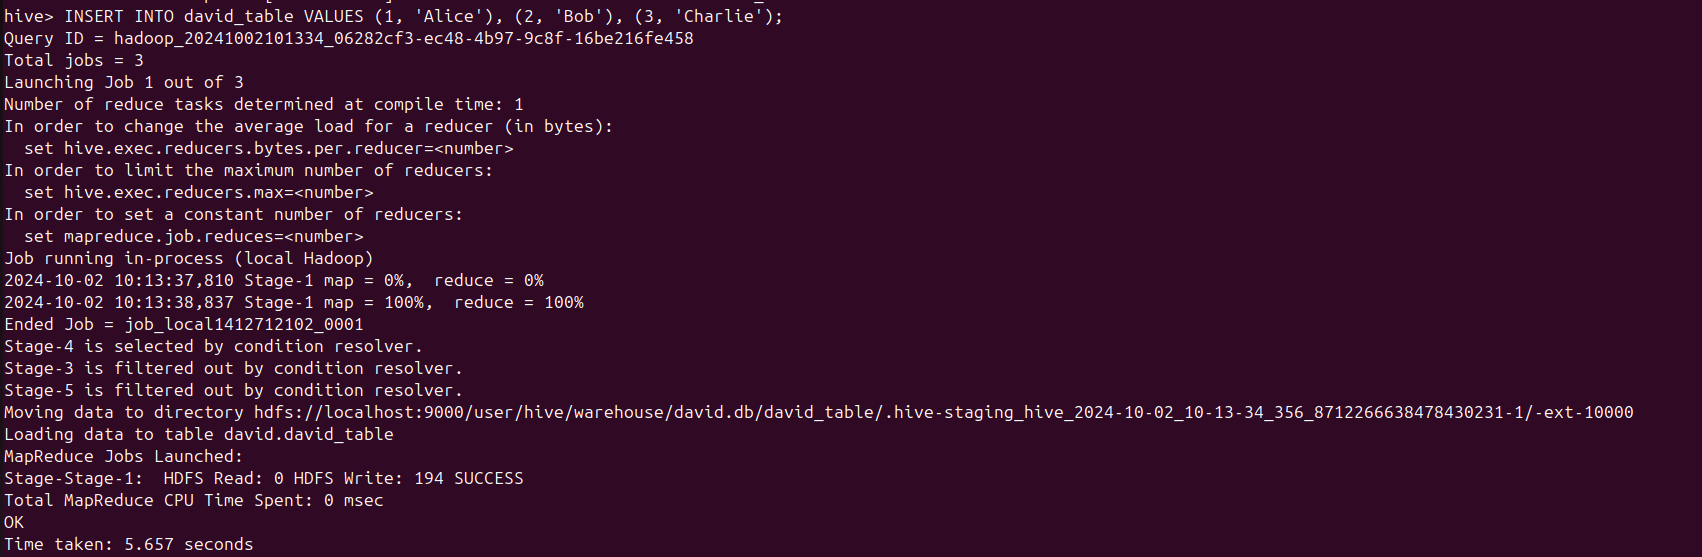 hive> INSERT INTO david_table VALUES (1, 'Alice'), (2, 'Bob'), (3, 'Charlie');
Query ID = hadoop_20241002101334_06282cf3-ec48-4b97-9c8f-16be216fe458
Total jobs = 3
Launching Job 1 out of 3
Number of reduce tasks determined at compile time: 1
In order to change the average load for a reducer (in bytes):
  set hive.exec.reducers.bytes.per.reducer=<number>
In order to limit the maximum number of reducers:
  set hive.exec.reducers.max=<number>
In order to set a constant number of reducers:
  set mapreduce.job.reduces=<number>
Job running in-process (local Hadoop)
2024-10-02 10:13:37,810 Stage-1 map = 0%,  reduce = 0%
2024-10-02 10:13:38,837 Stage-1 map = 100%,  reduce = 100%
Ended Job = job_local1412712102_0001
Stage-4 is selected by condition resolver.
Stage-3 is filtered out by condition resolver.
Stage-5 is filtered out by condition resolver.
Moving data to directory hdfs://localhost:9000/user/hive/warehouse/david.db/david_table/.hive-staging_hive_2024-10-02_10-13-34_356_8712266638478430231-1/-ext-10000
Loading data to table david.david_table
MapReduce Jobs Launched:
Stage-Stage-1:  HDFS Read: 0 HDFS Write: 194 SUCCESS
Total MapReduce CPU Time Spent: 0 msec
OK
Time taken: 5.657 seconds